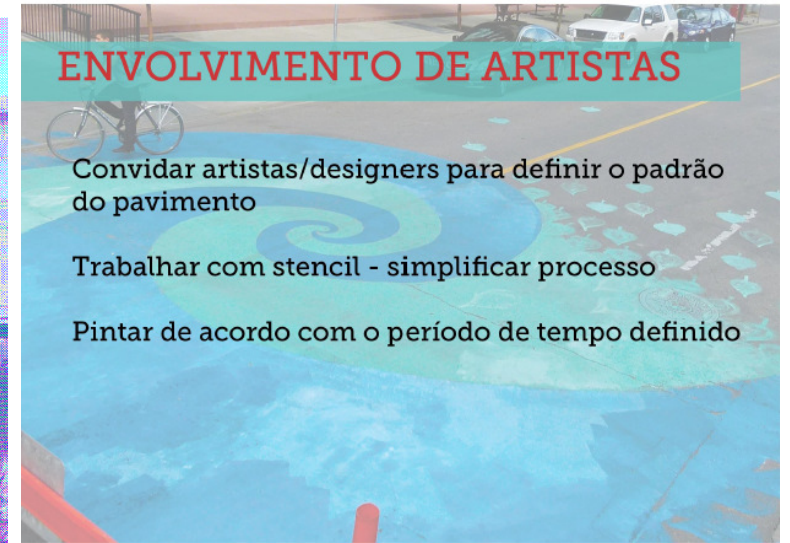 ENVOLVIMENTO DE ARTISTAS
Convidar artistas/designers para definir o padrão
do pavimento
Trabalhar com stencil - simplificar processo
Pintar de acordo com o período de tempo definido